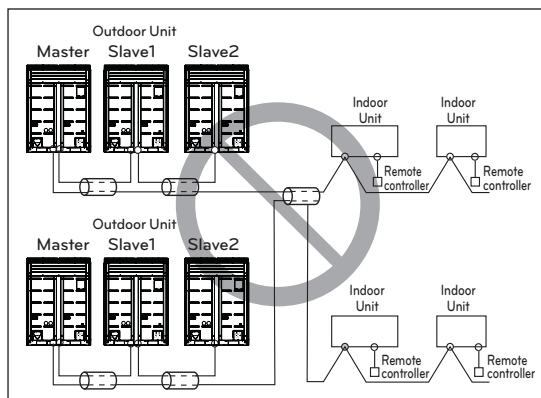 Outdoor Unit
Master Slave1 Slave2
Indoor
Unit
Indoor
Unit
Remote
controller
Remote
controller
Outdoor Unit
Master Slave1 Slave2
Indoor
Unit
Indoor
Unit
Remote
controller
Remote
controller